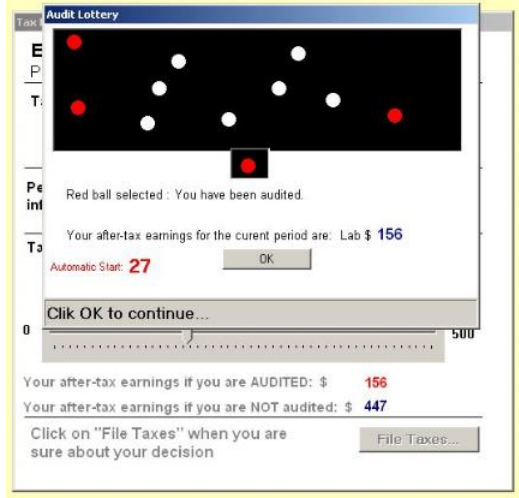 Audit Lottery
Red ball selected : You have been audited.
Your after-tax earnings for the curent period are: Lab $ 156
OK
Automatic Start: 27
Clik OK to continue...
0
500
Your after-tax earnings if you are AUDITED: $ 156
Your after-tax earnings if you are NOT audited: $ 447
Click on "File Taxes" when you are
sure about your decision
File Taxes...